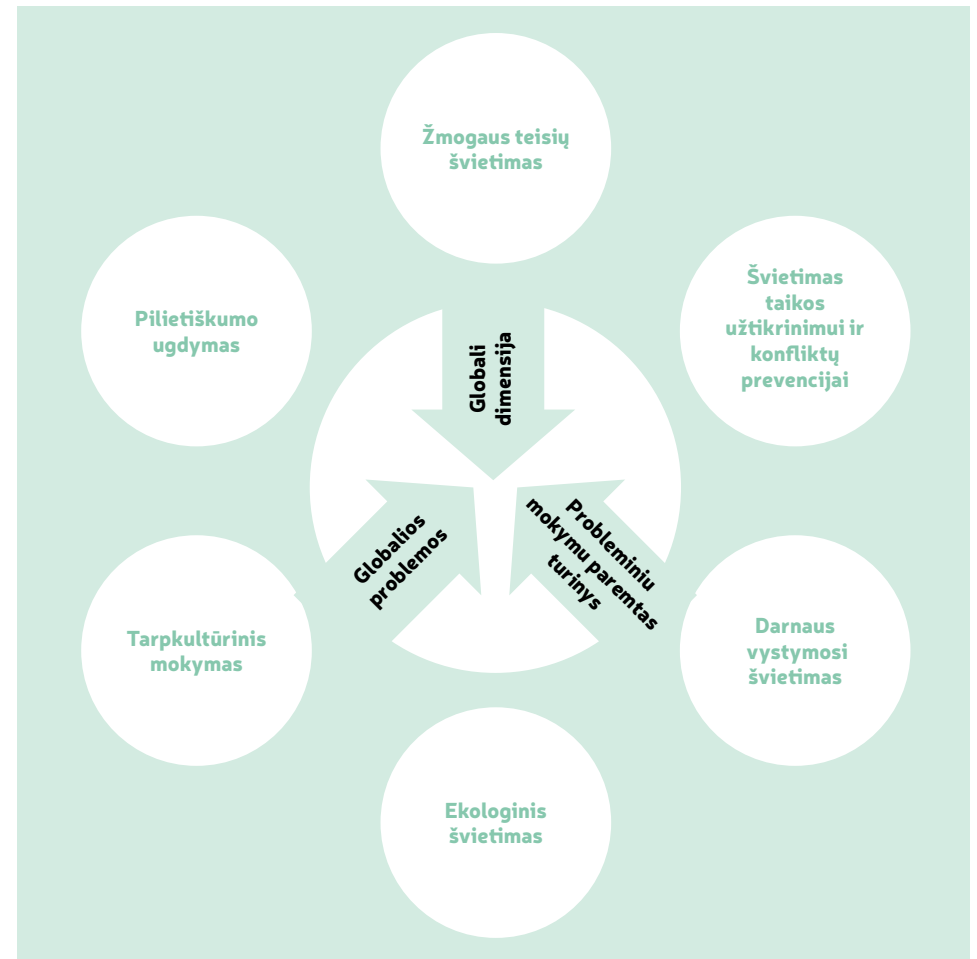 Žmogaus teisių
švietimas
Pilietiškumo
ugdymas
Švietimas
taikos
užtikrinimui ir
konfliktų
prevencijai
Globali
dimensija
Globalios
problemos
Probleminiu
mokymu paremtas
turinys
Tarpkultūrinis
mokymas
Darnaus
vystymosi
švietimas
Ekologinis
švietimas